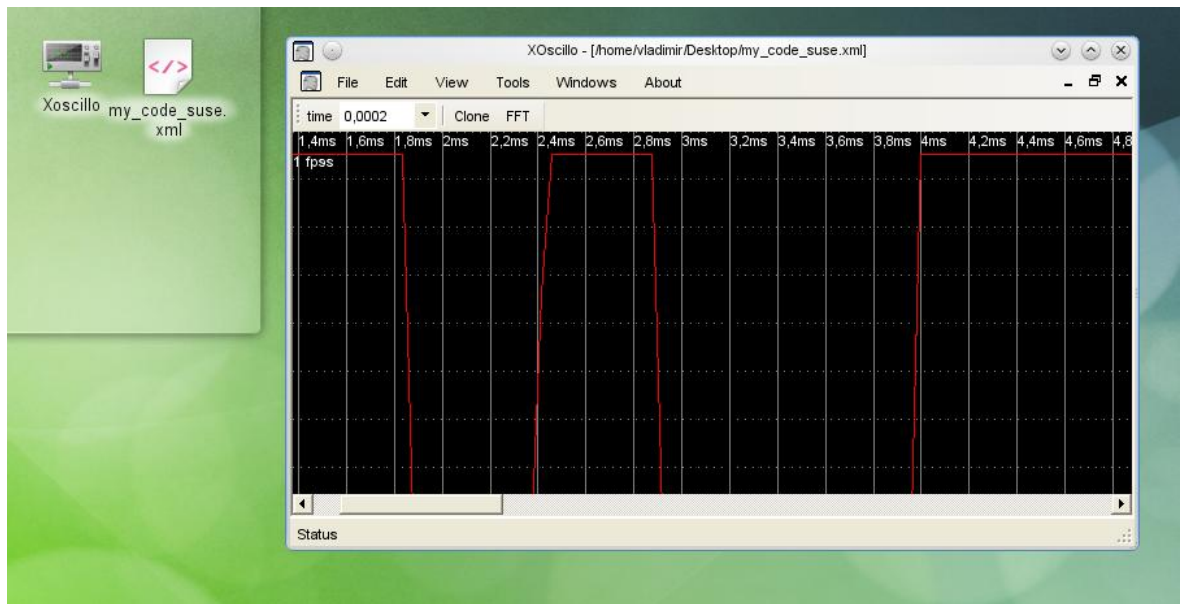 Xoscillo
</>
my_code_suse.
xml
XOscillo - [/home/vladimir/Desktop/my_code_suse.xml]
File Edit View Tools Windows About
time 0,0002 Clone FFT
1,4ms 1,6ms 1,8ms 2ms 2,2ms 2,4ms 2,6ms 2,8ms 3ms 3,2ms 3,4ms 3,6ms 3,8ms 4ms 4,2ms 4,4ms 4,6ms 4,8
1 fpss
Status